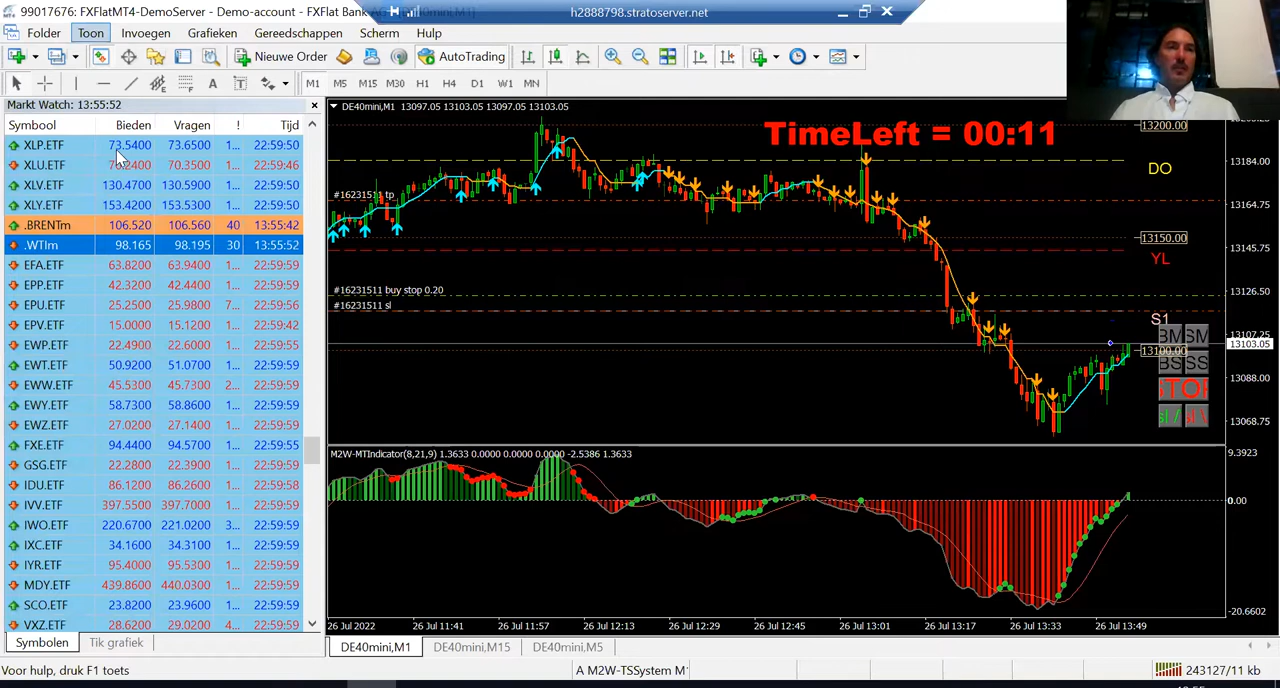 99017676: FXFlatMT4-DemoServer - Demo-account - FXFlat Bank
h2888798.stratoserver.net
Folder Toon Invoegen Grafieken Gereedschappen Scherm Help
Nieuwe Order AutoTrading
M1 M5 M15 M30 H1 H4 D1 W1 MN
Markt Watch: 13:55:52
Symbool Bieden Vragen ! Tijd
XLP.ETF 73.5400 73.6500 1... 22:59:50
XLU.ETF 70.3500 1... 22:59:46
XLV.ETF 130.4700 130.5900 1... 22:59:50
XLY.ETF 153.4200 153.5300 1... 22:59:50
.BRENTm 106.520 106.560 40 13:55:42
.WTIm 98.165 98.195 30 13:55:52
EFA.ETF 63.8200 63.9400 1... 22:59:59
EPP.ETF 42.3200 42.4400 1... 22:59:59
EPU.ETF 25.2500 25.9800 7... 22:59:56
EPV.ETF 15.0000 15.1200 1... 22:59:42
EWP.ETF 22.4900 22.6000 1... 22:59:55
EWT.ETF 50.9200 51.0700 1... 22:59:59
EWW.ETF 45.5300 45.7300 2... 22:59:59
EWY.ETF 58.7300 58.8600 1... 22:59:59
EWZ.ETF 27.0200 27.1400 1... 22:59:59
FXE.ETF 94.4400 94.5700 1... 22:59:55
GSG.ETF 22.2800 22.3900 1... 22:59:59
IDU.ETF 86.1200 86.2600 1... 22:59:58
IVV.ETF 397.5500 397.6500 1... 22:59:59
IWO.ETF 220.6700 221.0200 3... 22:59:59
IXC.ETF 34.1600 34.3100 1... 22:59:59
IYR.ETF 95.4000 95.5300 1... 22:59:59
MDY.ETF 439.8600 440.0300 1... 22:59:59
SCO.ETF 23.8200 23.9600 1... 22:59:59
VXZ.ETF 28.6200 29.0200 4... 22:59:59
Symbolen Tik grafiek
DE40mini,M1 13097.05 13103.05 13097.05 13103.05
TimeLeft = 00:11
13200.00
13184.00
DO
#16231511 tp
13164.75
13150.00
13145.75
YL
#16231511 buy stop 0.20
13126.50
#16231511 sl
S1
13107.25
BM SM
13103.05
13100.00
BS SS
13088.00
STOP
sl / sl \
13068.75
M2W-MTIndicator(8,21,9) 1.3633 0.0000 0.0000 0.0000 -2.5386 1.3633
9.3923
0.00
-20.6602
26 Jul 2022 26 Jul 11:41 26 Jul 11:57 26 Jul 12:13 26 Jul 12:29 26 Jul 12:45 26 Jul 13:01 26 Jul 13:17 26 Jul 13:33 26 Jul 13:49
DE40mini,M1 DE40mini,M15 DE40mini,M5
Voor hulp, druk F1 toets
A M2W-TSSystem M'
243127/11 kb